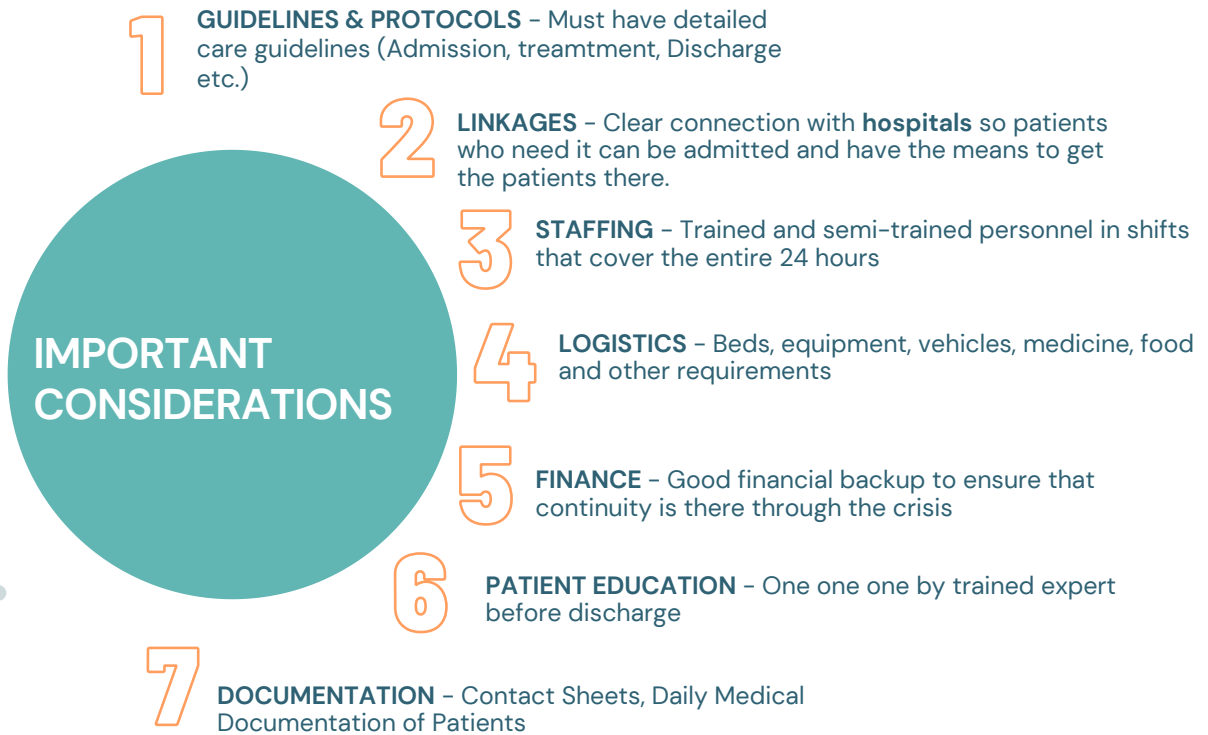 1
GUIDELINES & PROTOCOLS – Must have detailed
care guidelines (Admission, treamtment, Discharge
etc.)
2
LINKAGES – Clear connection with hospitals so patients
who need it can be admitted and have the means to get
the patients there.
3
STAFFING – Trained and semi-trained personnel in shifts
that cover the entire 24 hours
IMPORTANT
CONSIDERATIONS
4
LOGISTICS – Beds, equipment, vehicles, medicine, food
and other requirements
5
FINANCE – Good financial backup to ensure that
continuity is there through the crisis
6
PATIENT EDUCATION – One one one by trained expert
before discharge
7
DOCUMENTATION – Contact Sheets, Daily Medical
Documentation of Patients